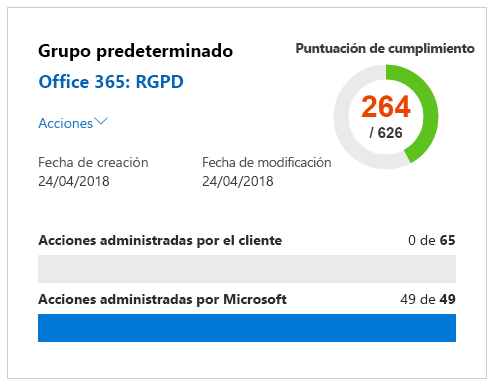 Grupo predeterminado
Puntuación de cumplimiento
Office 365: RGPD
264
/ 626
Acciones
Fecha de creación
Fecha de modificación
24/04/2018
24/04/2018
Acciones administradas por el cliente
0 de 65
Acciones administradas por Microsoft
49 de 49